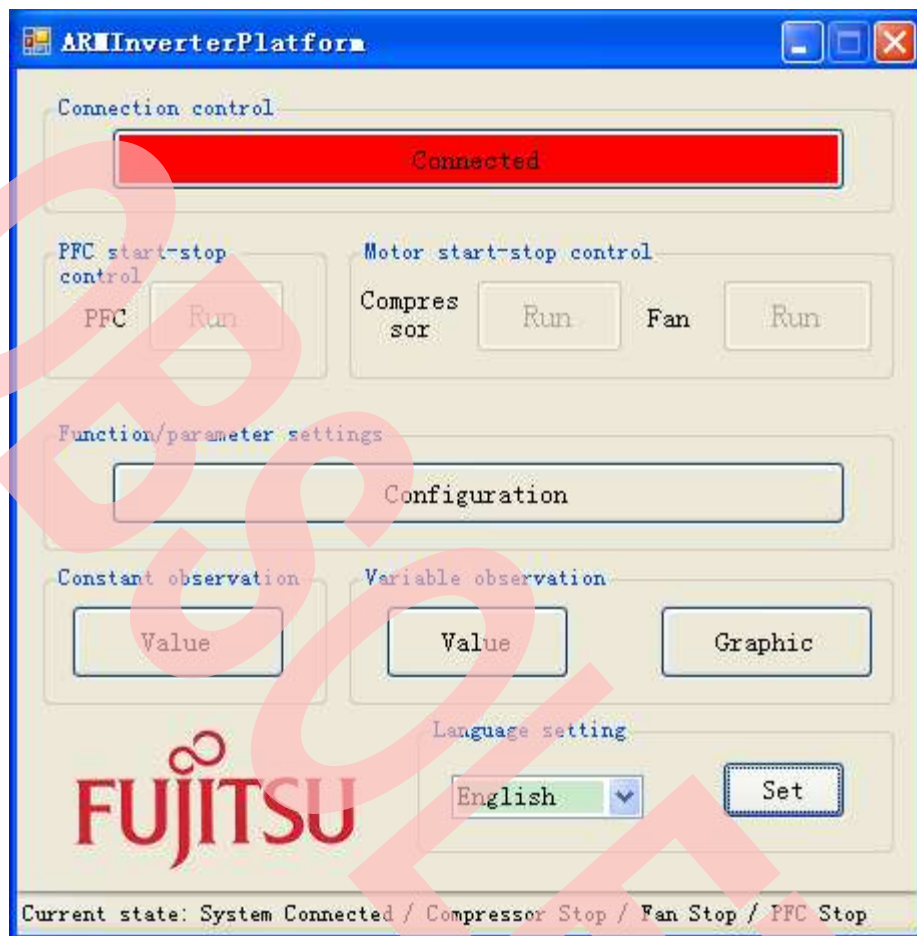 ARMInverterPlatform
Connection control
Connected
PFC start-stop control
Motor start-stop control
PFC
Run
Compres
sor
Run
Fan
Run
Function/parameter settings
Configuration
Constant observation
Variable observation
Value
Value
Graphic
Language setting
English
Set
FUJITSU
Current state: System Connected / Compressor Stop / Fan Stop / PFC Stop